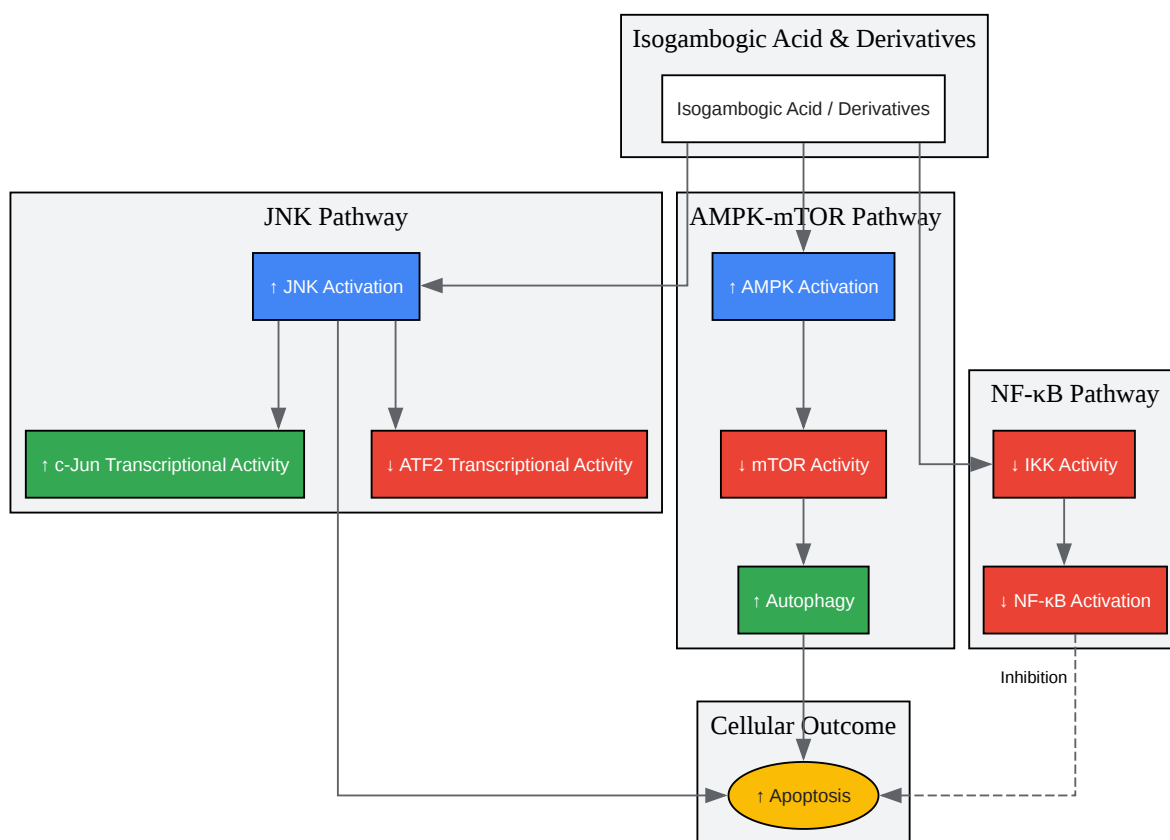 Isogambogic Acid & Derivatives
Isogambogic Acid / Derivatives
JNK Pathway
AMPK-mTOR Pathway
↑ JNK Activation
↑ AMPK Activation
NF-κB Pathway
↑ c-Jun Transcriptional Activity
↓ ATF2 Transcriptional Activity
↓ mTOR Activity
↓ IKK Activity
↑ Autophagy
↓ NF-κB Activation
Inhibition
Cellular Outcome
↑ Apoptosis